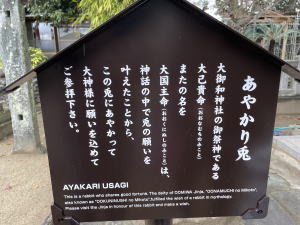 あやかり兎
大御和神社の御祭神である
大己貴命(おおなむちのみこと)
またの名を
大国主命(おおくにぬしのみこと)は、
神話の中で兎の願いを
叶えたことから、
この兎にあやかって
大神様に願いを込めて
ご参拝下さい。
AYAKARI USAGI
This is a rabbit who shares good fortune. The deity of OOMIWA Jinja, "OONAMUCHI no Mikoto",
also known as "OOKUNINUSHI no Mikoto", fulfilled the wish of a rabbit in mythology.
Please visit the Jinja in honour of this rabbit and make a wish.